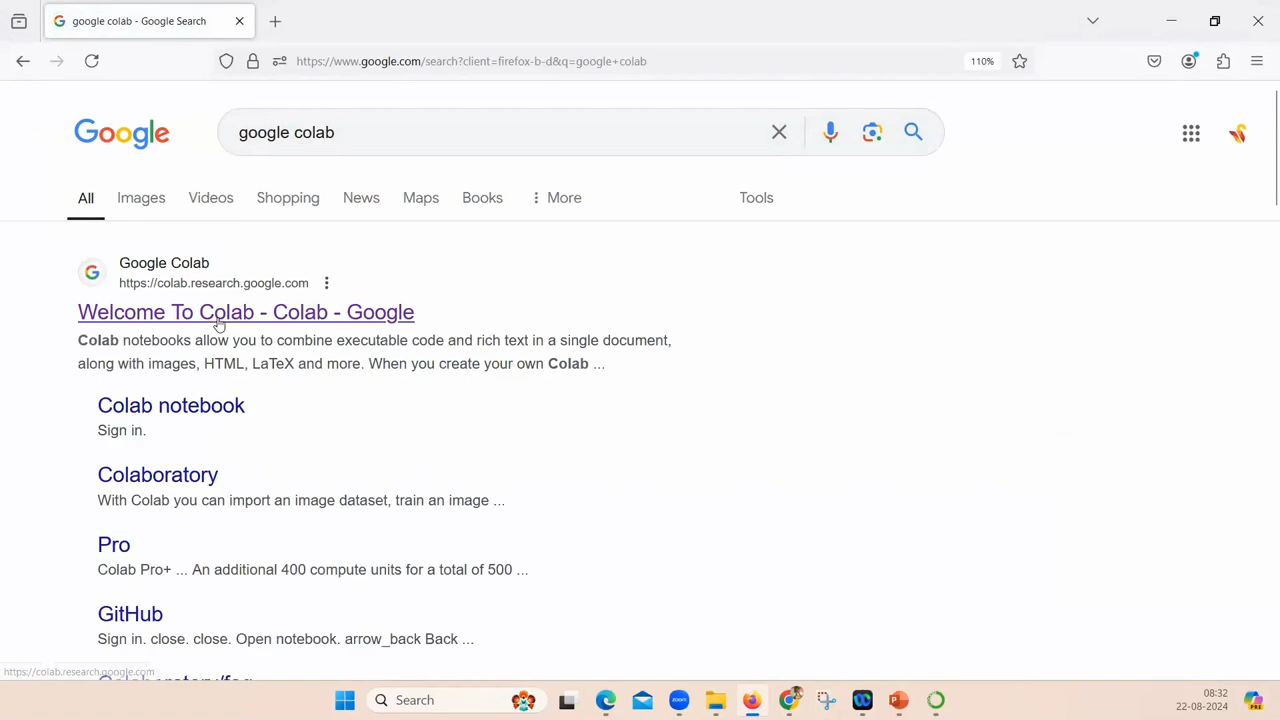 google colab - Google Search
https://www.google.com/search?client=firefox-b-d&q=google+colab
110%
Google
google colab
All
Images
Videos
Shopping
News
Maps
Books
More
Tools
Google Colab
https://colab.research.google.com
Welcome To Colab - Colab - Google
Colab notebooks allow you to combine executable code and rich text in a single document,
along with images, HTML, LaTeX and more. When you create your own Colab ...
Colab notebook
Sign in.
Colaboratory
With Colab you can import an image dataset, train an image ...
Pro
Colab Pro+ ... An additional 400 compute units for a total of 500 ...
GitHub
Sign in. close. close. Open notebook. arrow_back Back ...
https://colab.research.google.com
Search
zoom
08:32
22-08-2024
PRE